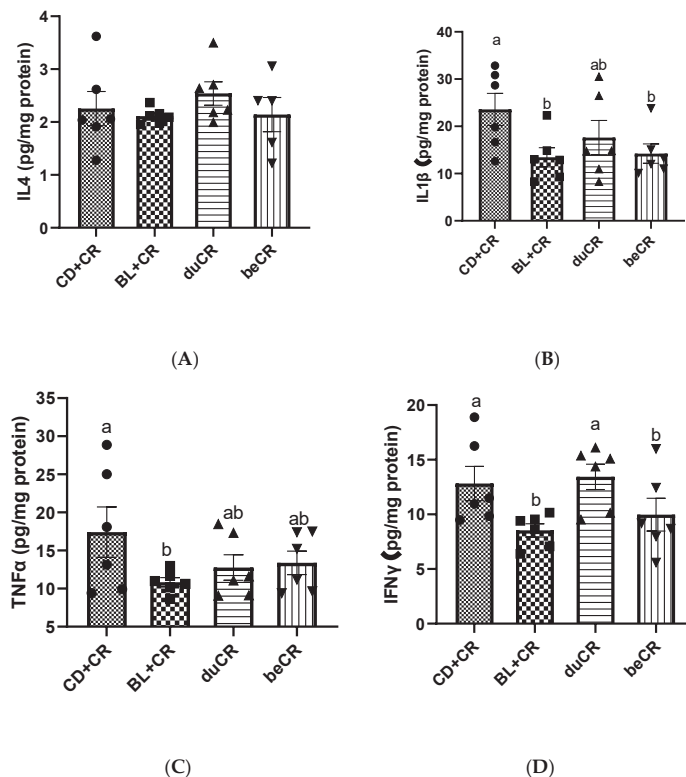 IL4 (pg/mg protein)
4
3
2
1
0
CD+CR
BL+CR
duCR
beCR
(A)
IL1β (pg/mg protein)
40
30
20
10
0
a
b
ab
b
CD+CR
BL+CR
duCR
beCR
(B)
TNFα (pg/mg protein)
35
30
25
20
15
10
5
a
b
ab
ab
CD+CR
BL+CR
duCR
beCR
(C)
IFNγ (pg/mg protein)
20
15
10
5
0
a
b
a
b
CD+CR
BL+CR
duCR
beCR
(D)